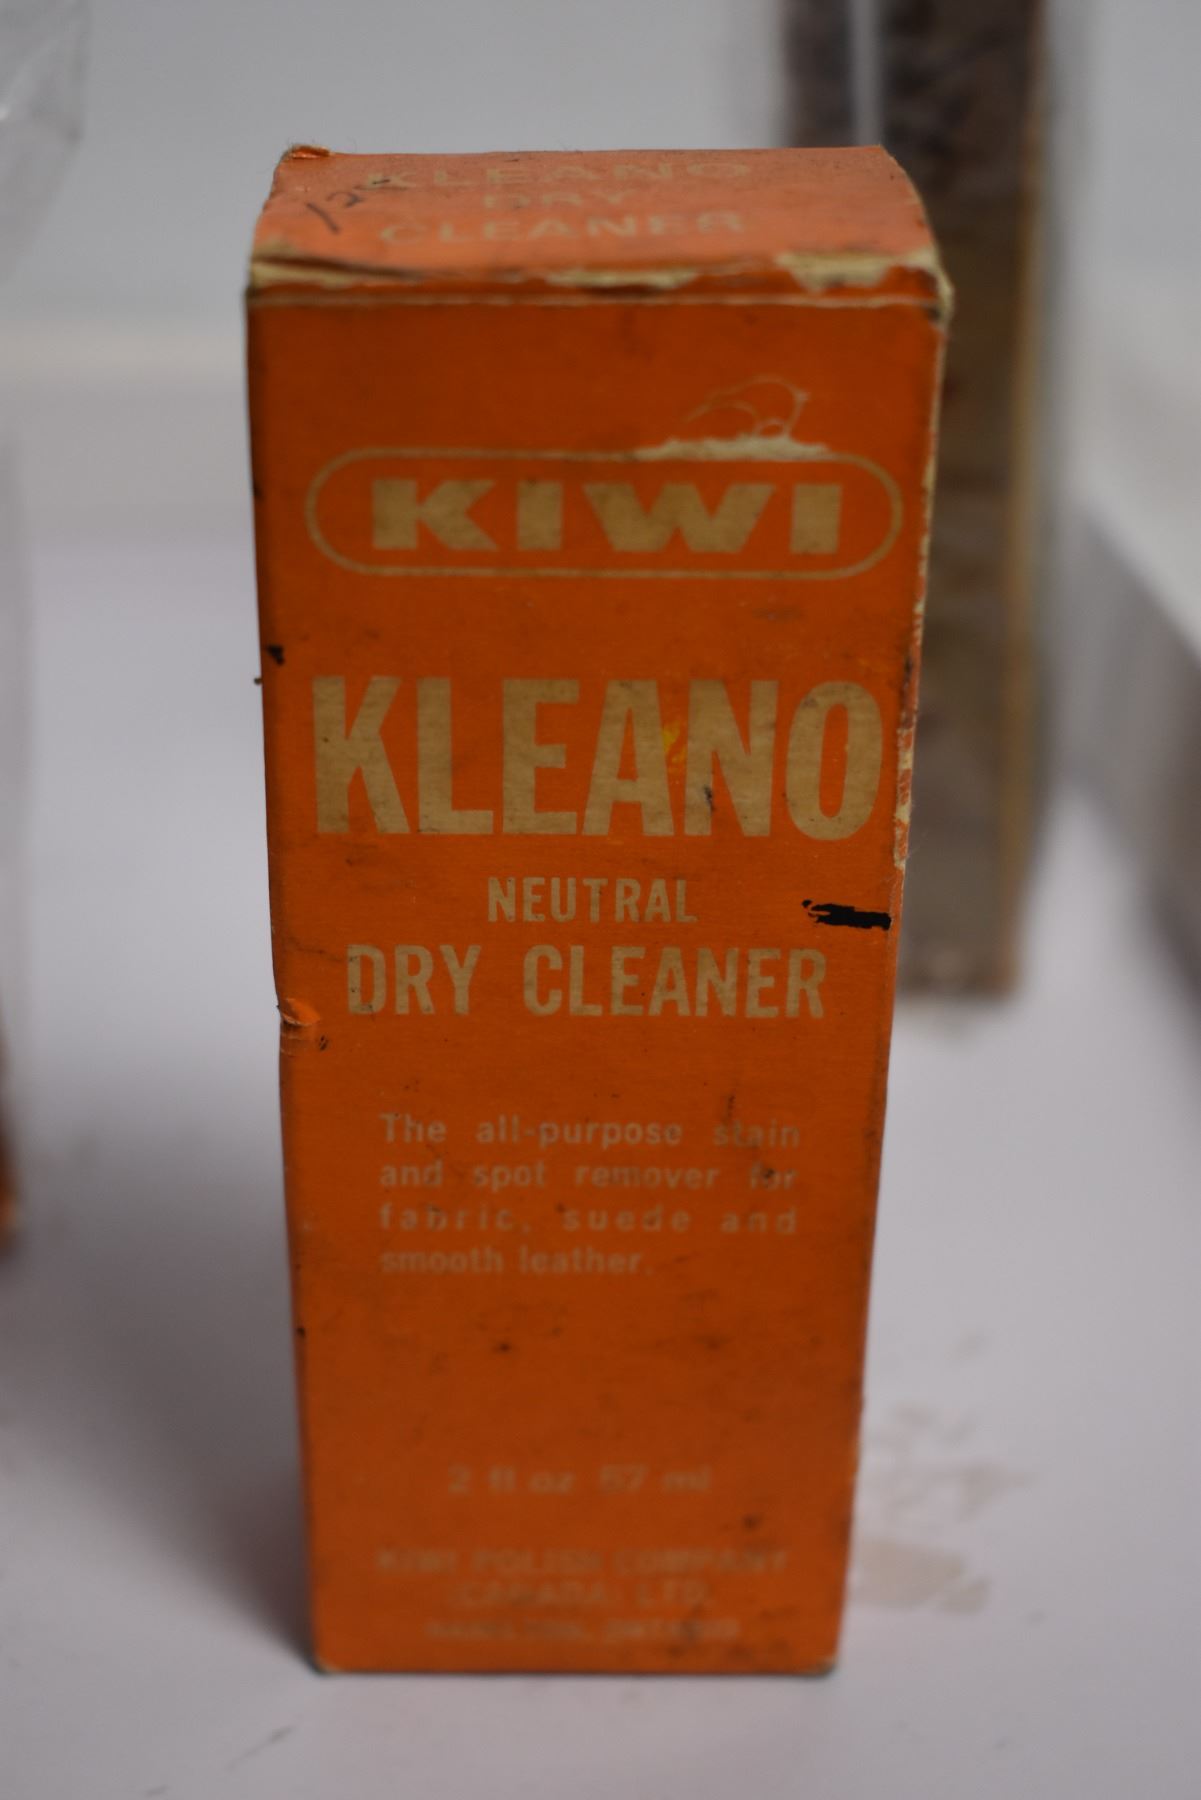 KLEANO
DRY
CLEANER
KIWI
KLEANO
NEUTRAL
DRY CLEANER
The all-purpose stain
and spot remover for
fabric, suede and
smooth leather.
2 fl oz 57 ml
KIWI POLISH COMPANY
(CANADA) LTD.
HAMILTON, ONTARIO